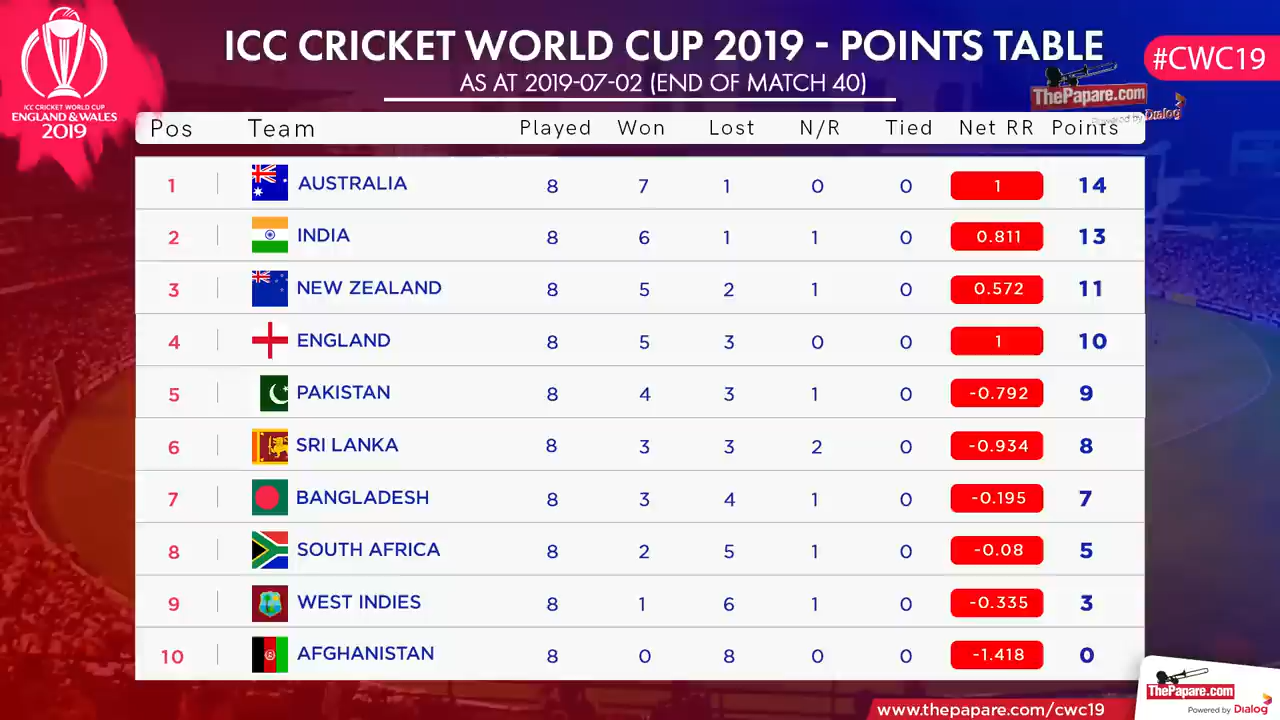 ICC CRICKET WORLD CUP 2019 - POINTS TABLE
AS AT 2019-07-02 (END OF MATCH 40)
#CWC19
ICC CRICKET WORLD CUP
ENGLAND & WALES
2019
ThePapare.com
Powered by Dialog
Pos Team Played Won Lost N/R Tied Net RR Points
1 AUSTRALIA 8 7 1 0 0 1 14
2 INDIA 8 6 1 1 0 0.811 13
3 NEW ZEALAND 8 5 2 1 0 0.572 11
4 ENGLAND 8 5 3 0 0 1 10
5 PAKISTAN 8 4 3 1 0 -0.792 9
6 SRI LANKA 8 3 3 2 0 -0.934 8
7 BANGLADESH 8 3 4 1 0 -0.195 7
8 SOUTH AFRICA 8 2 5 1 0 -0.08 5
9 WEST INDIES 8 1 6 1 0 -0.335 3
10 AFGHANISTAN 8 0 8 0 0 -1.418 0
www.thepapare.com/cwc19
ThePapare.com
Powered by Dialog